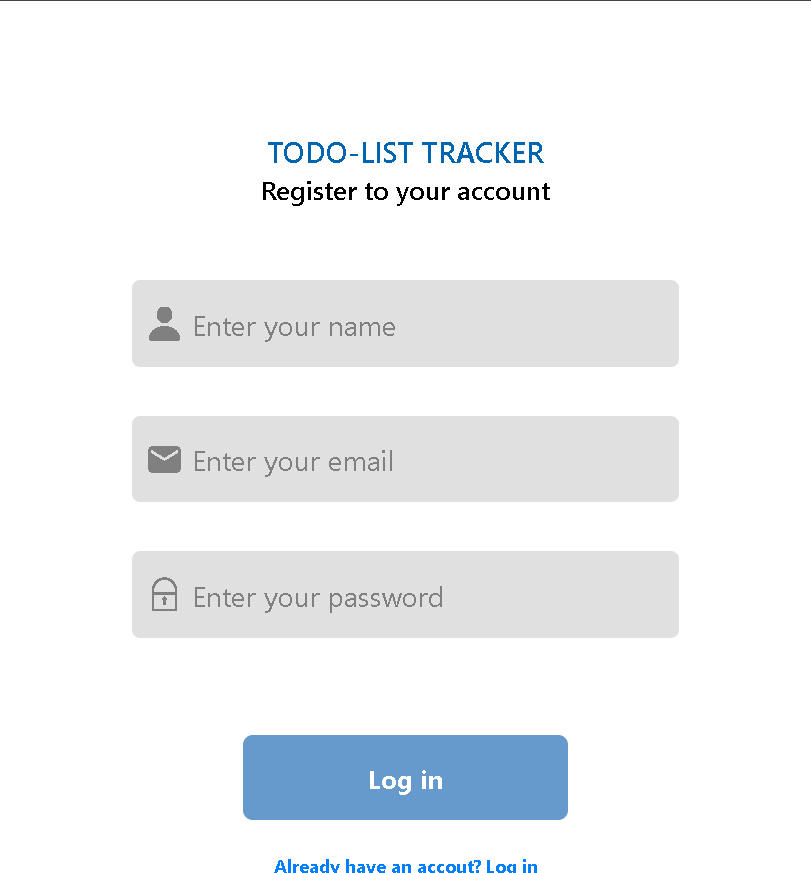 TODO-LIST TRACKER
Register to your account
Enter your name
Enter your email
Enter your password
Log in
Already have an accout? Log in